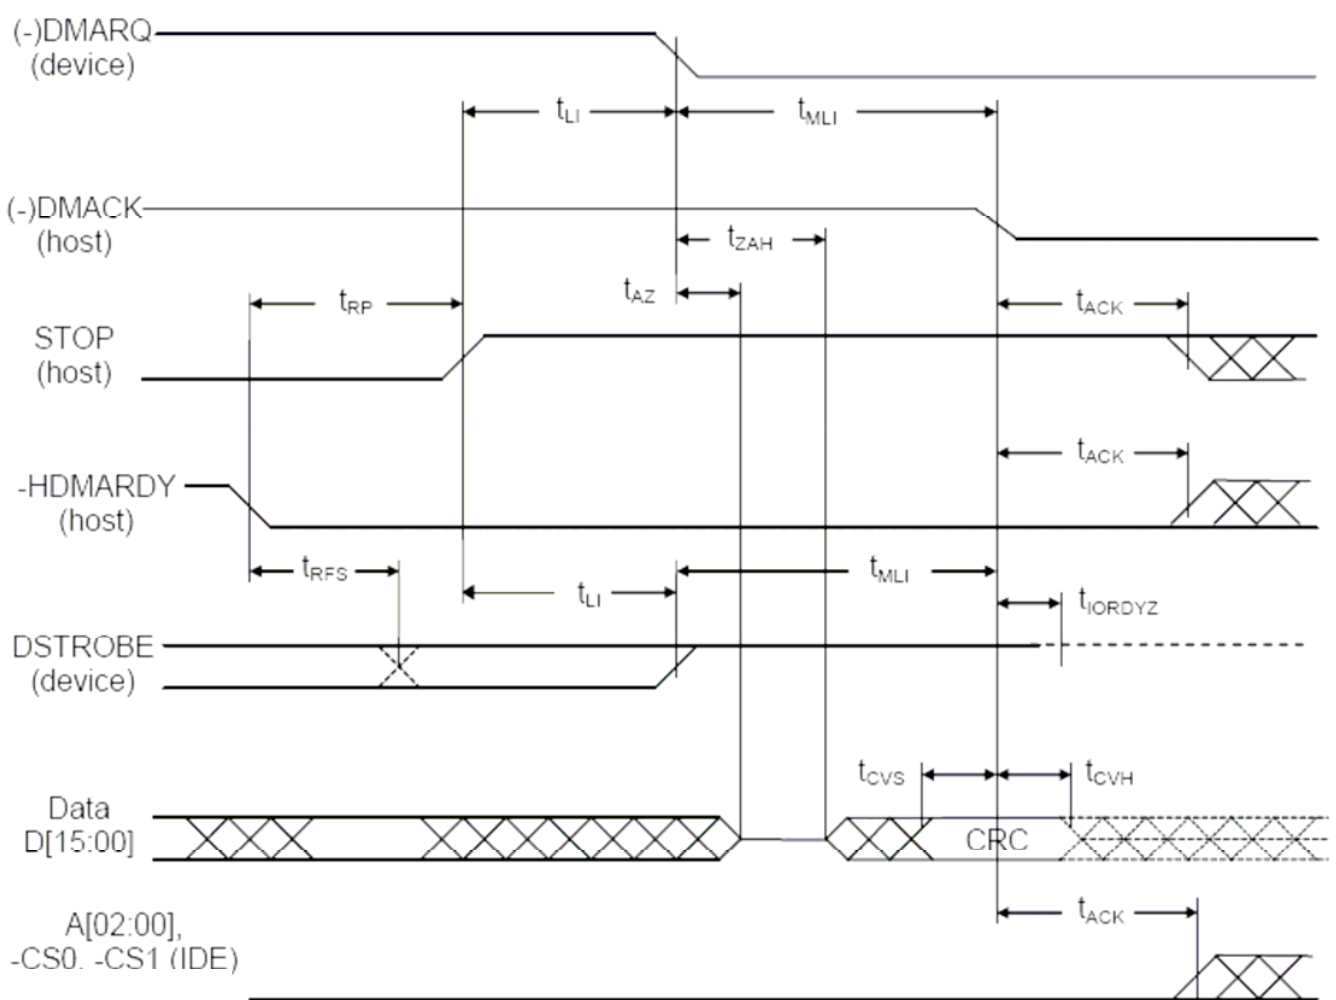 (-)DMARQ
(device)
tLI
tMLI
(-)DMACK
(host)
tZAH
tAZ
tRP
tACK
STOP
(host)
tACK
-HDMARDY
(host)
tRFS
tMLI
tLI
tIORDYZ
DSTROBE
(device)
tCVS
tCVH
Data
D[15:00]
CRC
tACK
A[02:00],
-CS0. -CS1 (IDE)